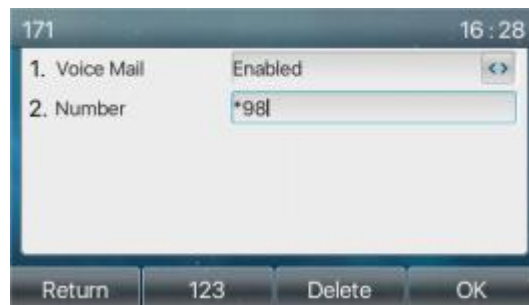 171 16:28
1. Voice Mail Enabled <>
2. Number *98
Return 123 Delete OK